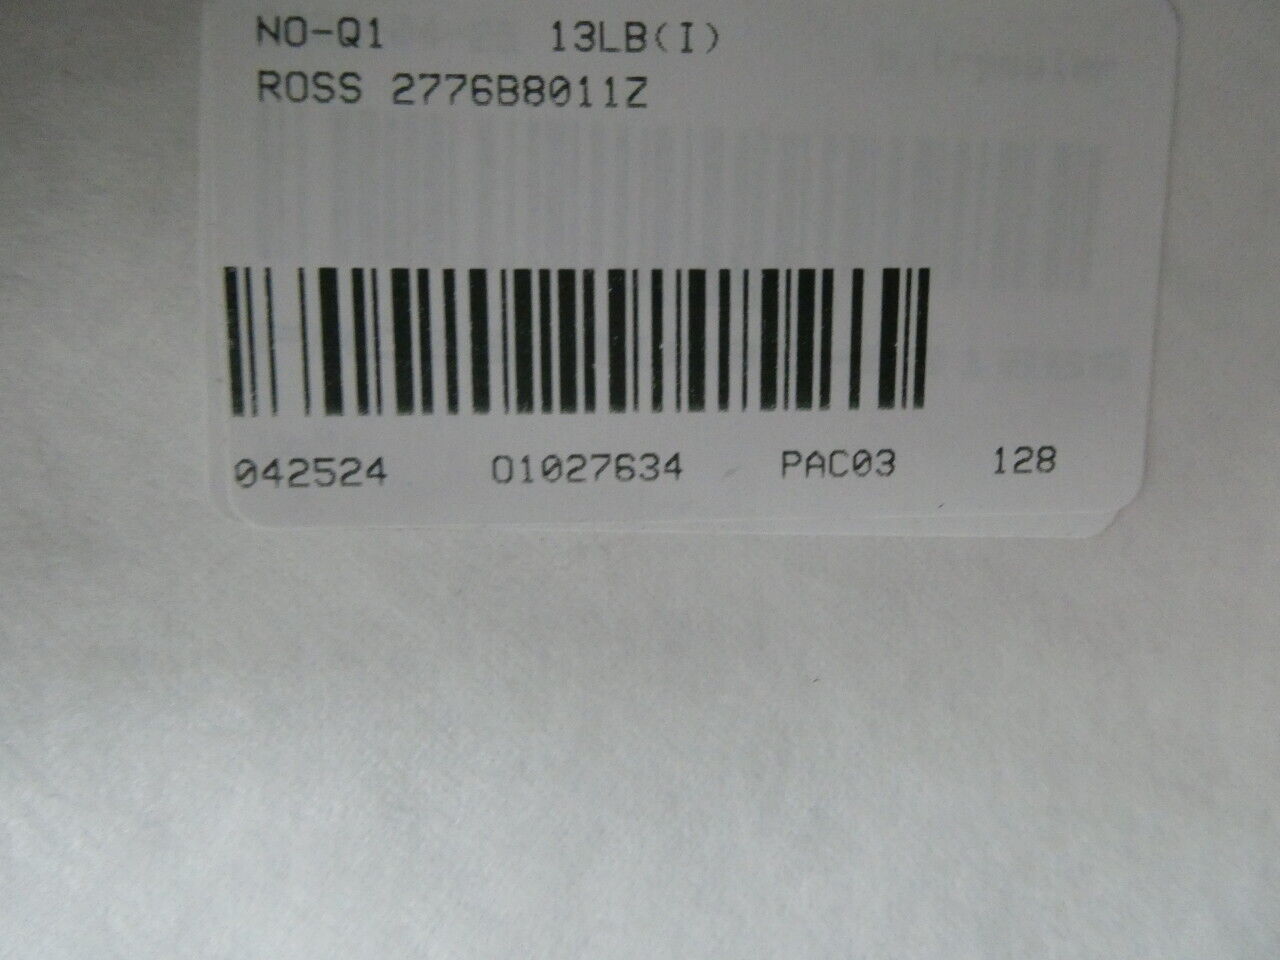 NO-Q1 13LB(I)
ROSS 2776B8011Z
042524 01027634 PAC03 128